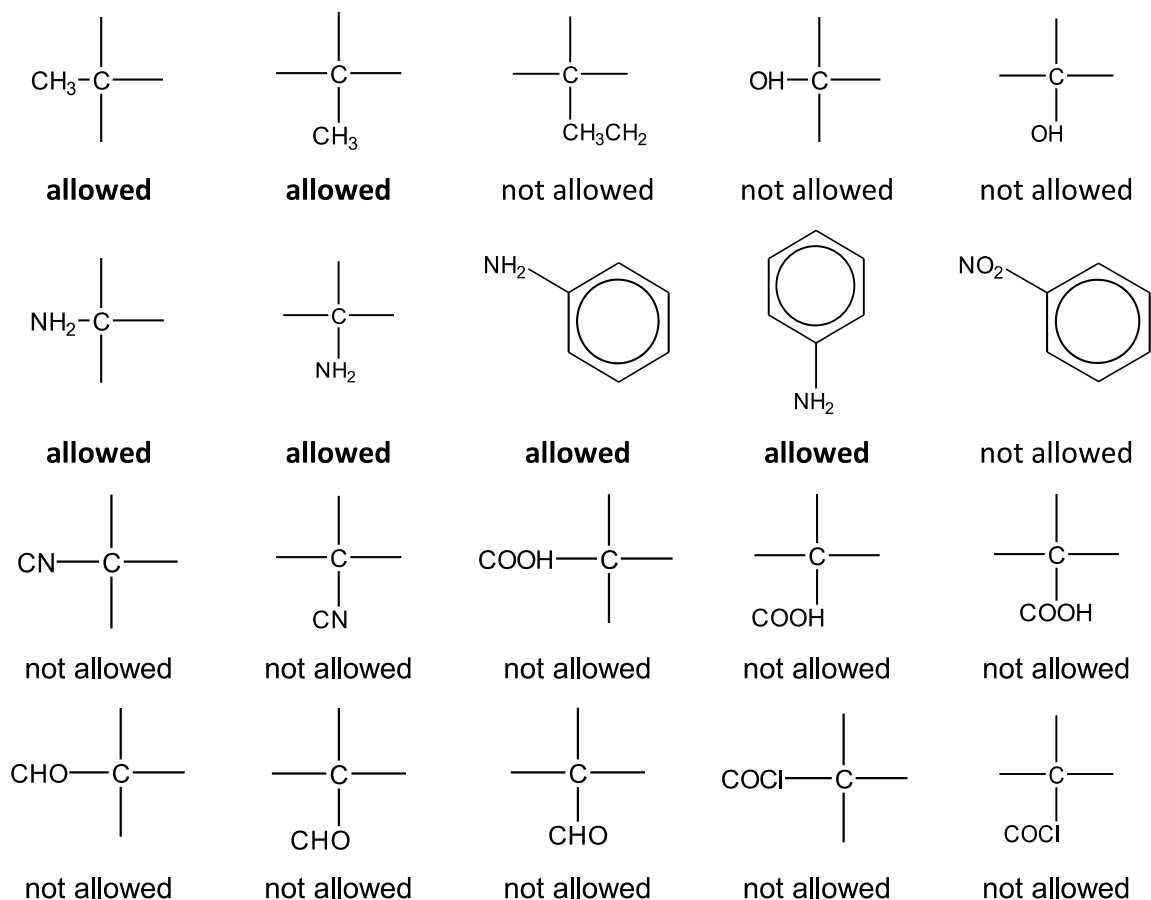 CH₃ C C C OH C C
CH₃ CH₃CH₂ OH
allowed allowed not allowed not allowed not allowed
NH₂ C C NH₂ NO₂
NH₂ NH₂
allowed allowed allowed allowed not allowed
CN C C COOH C C C
CN COOH COOH
not allowed not allowed not allowed not allowed not allowed
CHO C C C COCl C C
CHO CHO COCl
not allowed not allowed not allowed not allowed not allowed